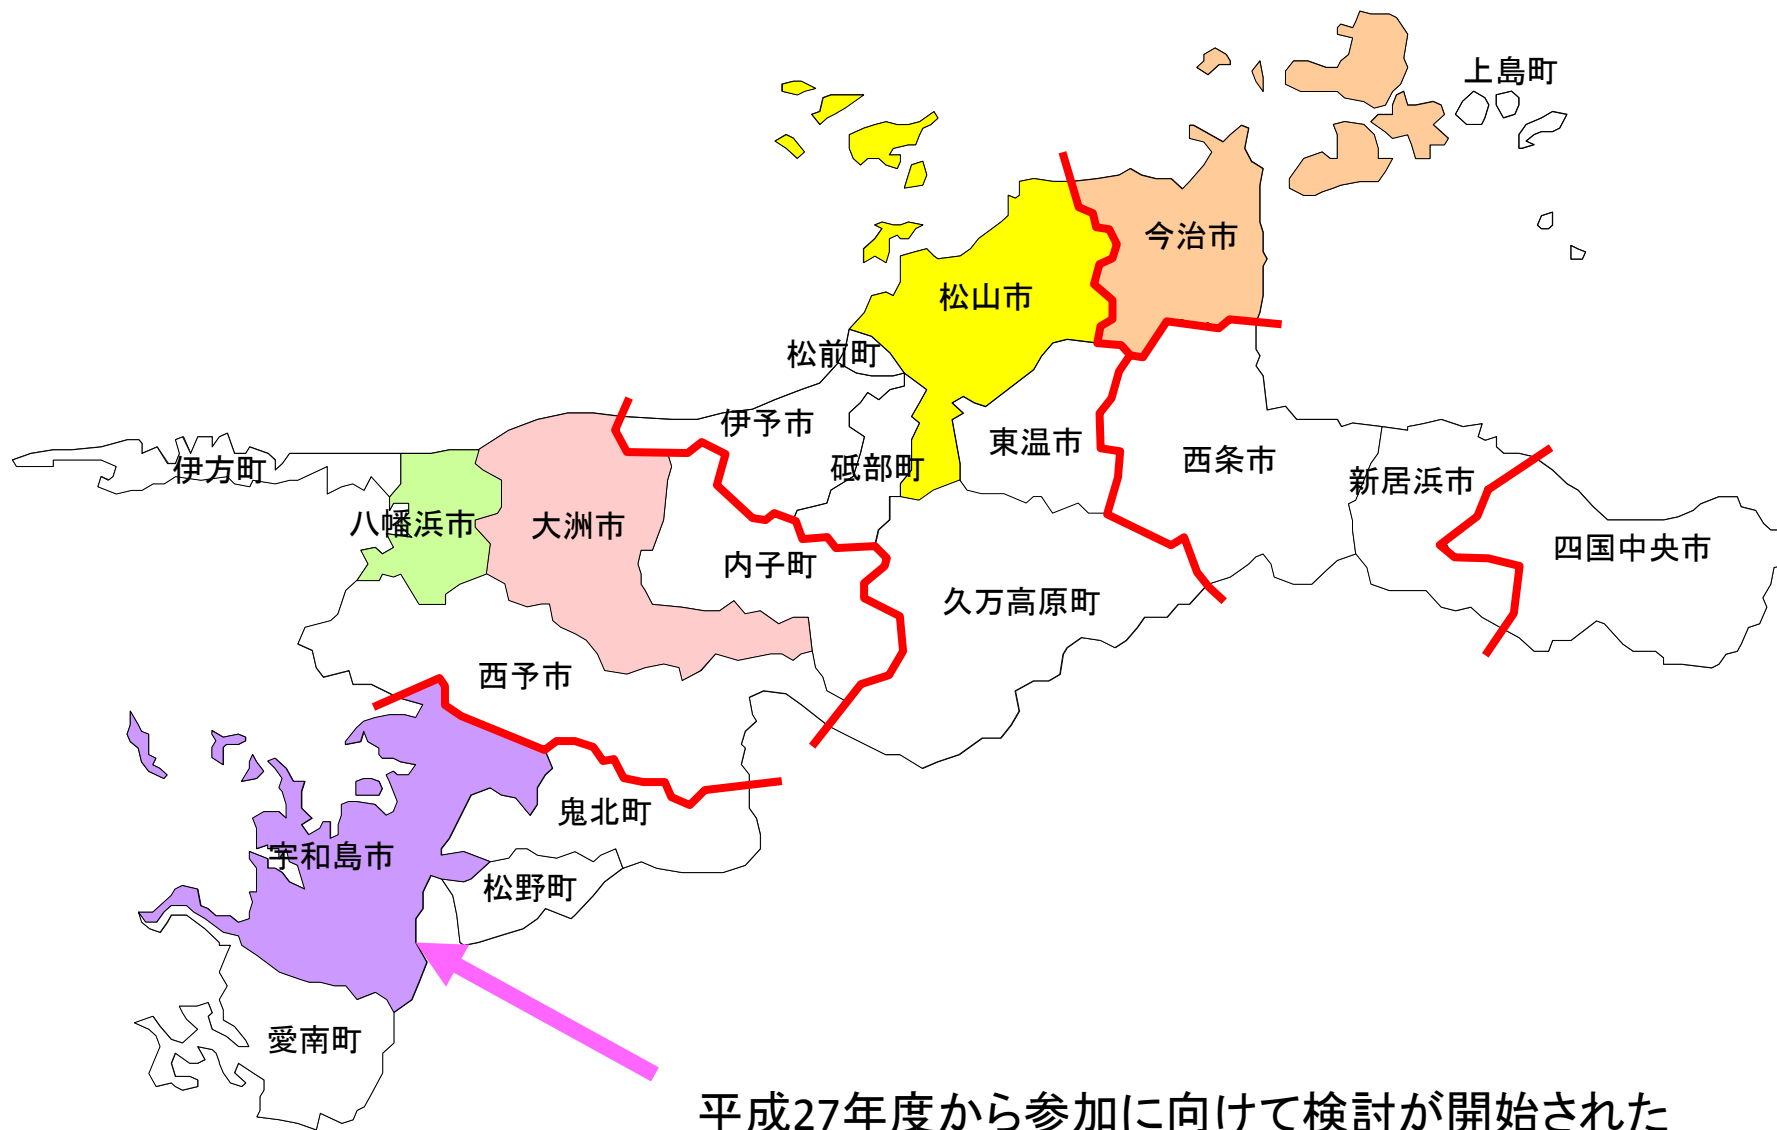 上島町
今治市
松山市
松前町
伊予市
東温市
砥部町
西条市
伊方町
新居浜市
八幡浜市
大洲市
四国中央市
内子町
久万高原町
西予市
鬼北町
宇和島市
松野町
愛南町
平成27年度から参加に向けて検討が開始された